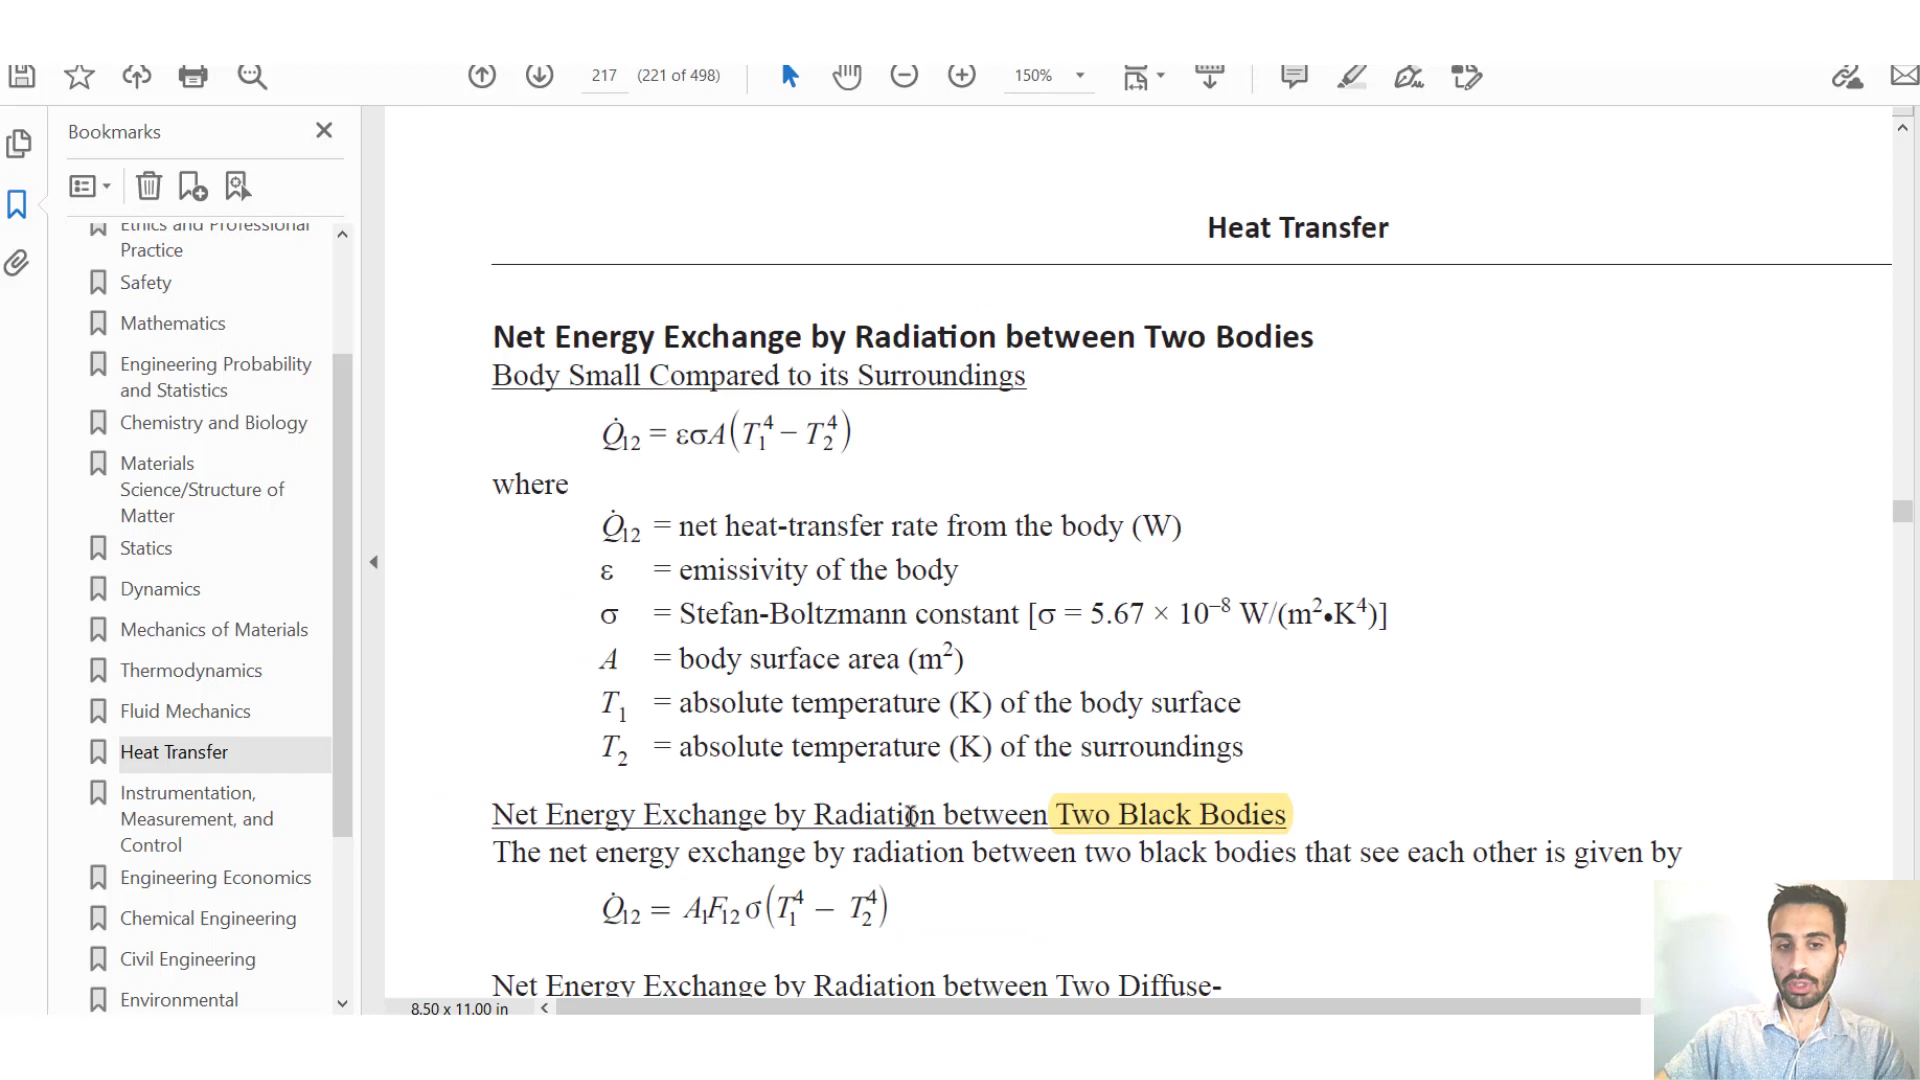 217 (221 of 498) 150%
Bookmarks
Ethics and Professional
Practice
Safety
Mathematics
Engineering Probability
and Statistics
Chemistry and Biology
Materials
Science/Structure of
Matter
Statics
Dynamics
Mechanics of Materials
Thermodynamics
Fluid Mechanics
Heat Transfer
Instrumentation,
Measurement, and
Control
Engineering Economics
Chemical Engineering
Civil Engineering
Environmental
Heat Transfer
Net Energy Exchange by Radiation between Two Bodies
Body Small Compared to its Surroundings
Q̇₁₂ = εσA(T₁⁴ − T₂⁴)
where
Q̇₁₂ = net heat-transfer rate from the body (W)
ε = emissivity of the body
σ = Stefan-Boltzmann constant [σ = 5.67 × 10⁻⁸ W/(m²•K⁴)]
A = body surface area (m²)
T₁ = absolute temperature (K) of the body surface
T₂ = absolute temperature (K) of the surroundings
Net Energy Exchange by Radiation between Two Black Bodies
The net energy exchange by radiation between two black bodies that see each other is given by
Q̇₁₂ = A₁F₁₂ σ(T₁⁴ − T₂⁴)
Net Energy Exchange by Radiation between Two Diffuse-
8.50 x 11.00 in